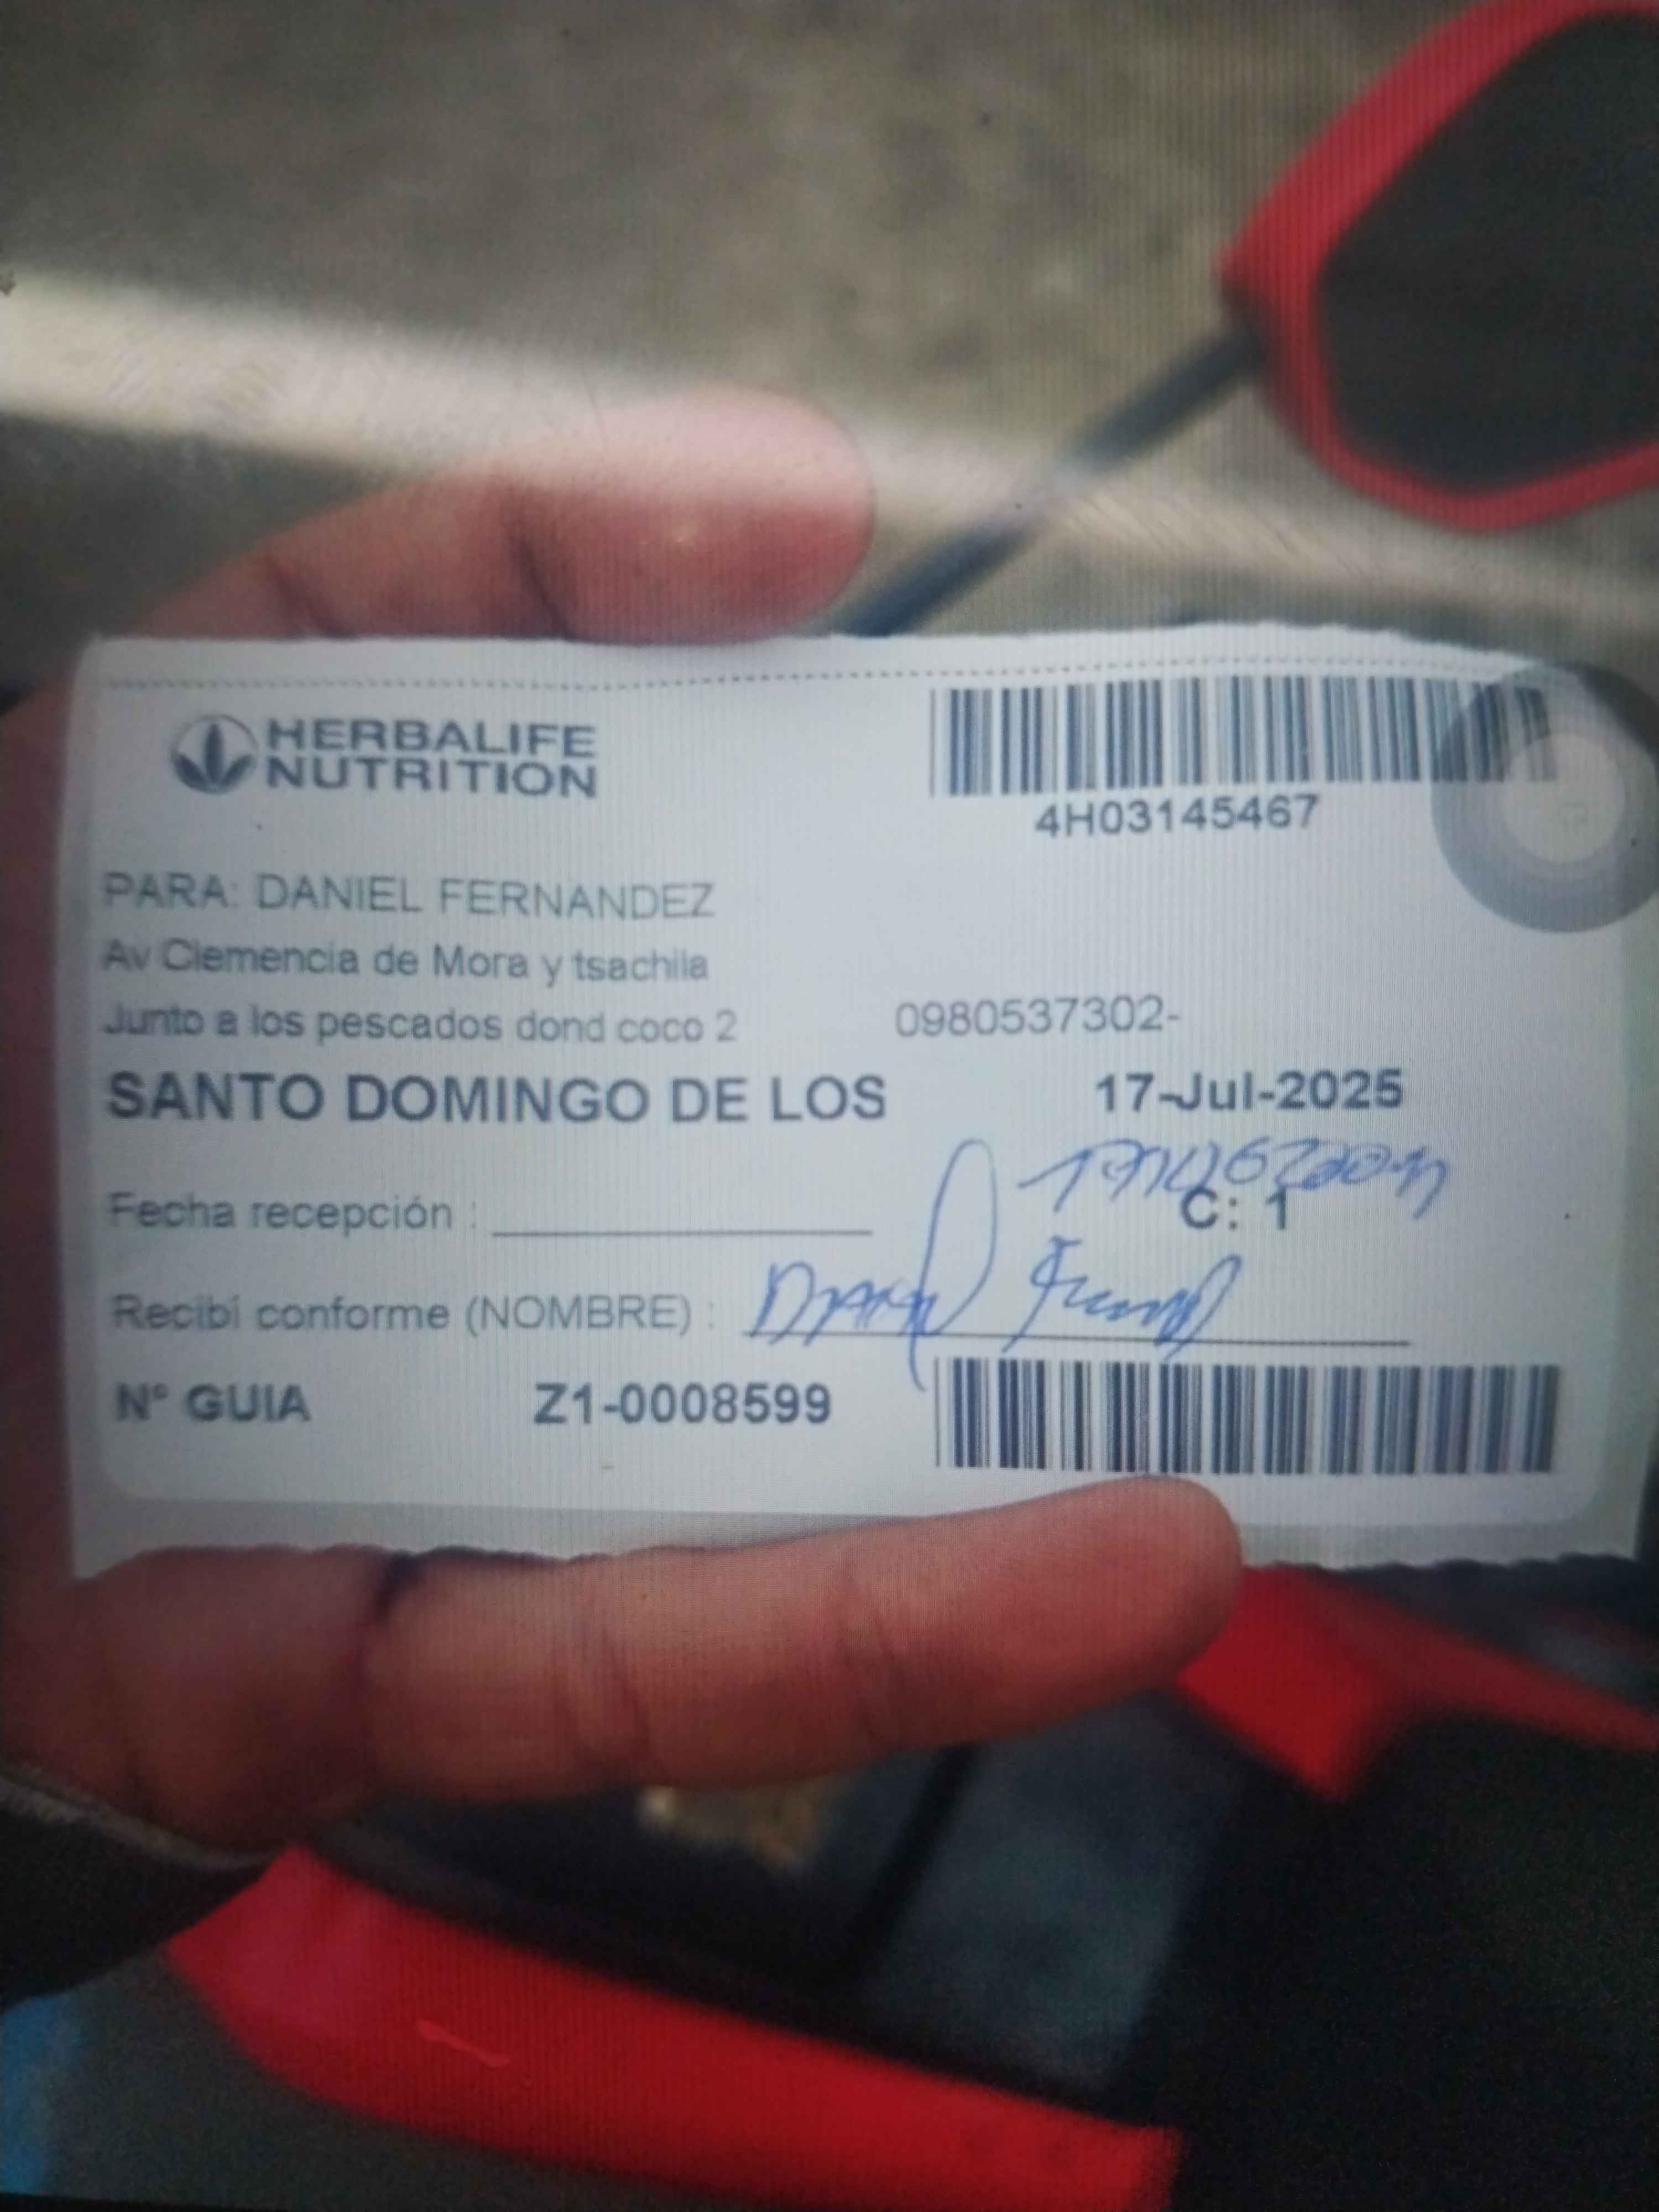 HERBALIFE
NUTRITION
4H03145467
PARA: DANIEL FERNANDEZ
Av Clemencia de Mora y tsachila
Junto a los pescados dond coco 2
0980537302-
SANTO DOMINGO DE LOS
17-Jul-2025
Fecha recepción :
C: 1
Recibí conforme (NOMBRE) :
Nº GUIA
Z1-0008599